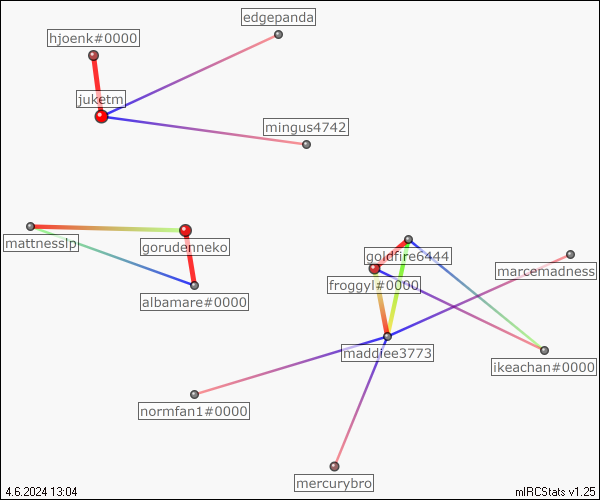 edgepanda
hjoenk#0000
juketm
mingus4742
mattnesslp
gorudenneko
goldfire6444
marcemadness
froggyl#0000
albamare#0000
maddiee3773
ikeachan#0000
normfan1#0000
mercurybro
4.6.2024 13:04
mIRCStats v1.25